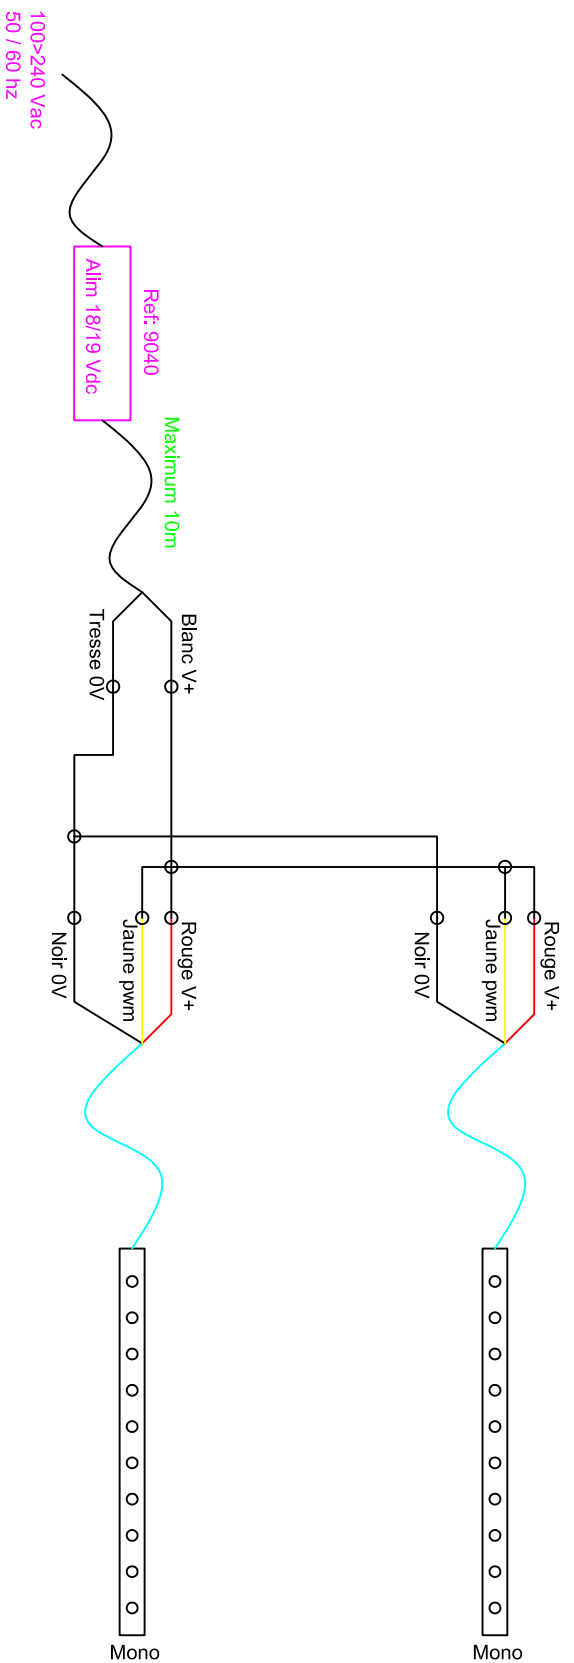 100>240 Vac
50 / 60 hz
Alim 18/19 Vdc
Ref: 9040
Maximum 10m
Blanc V+
Tresse 0V
Rouge V+
Jaune pwm
Noir 0V
Rouge V+
Jaune pwm
Noir 0V
Mono
Mono